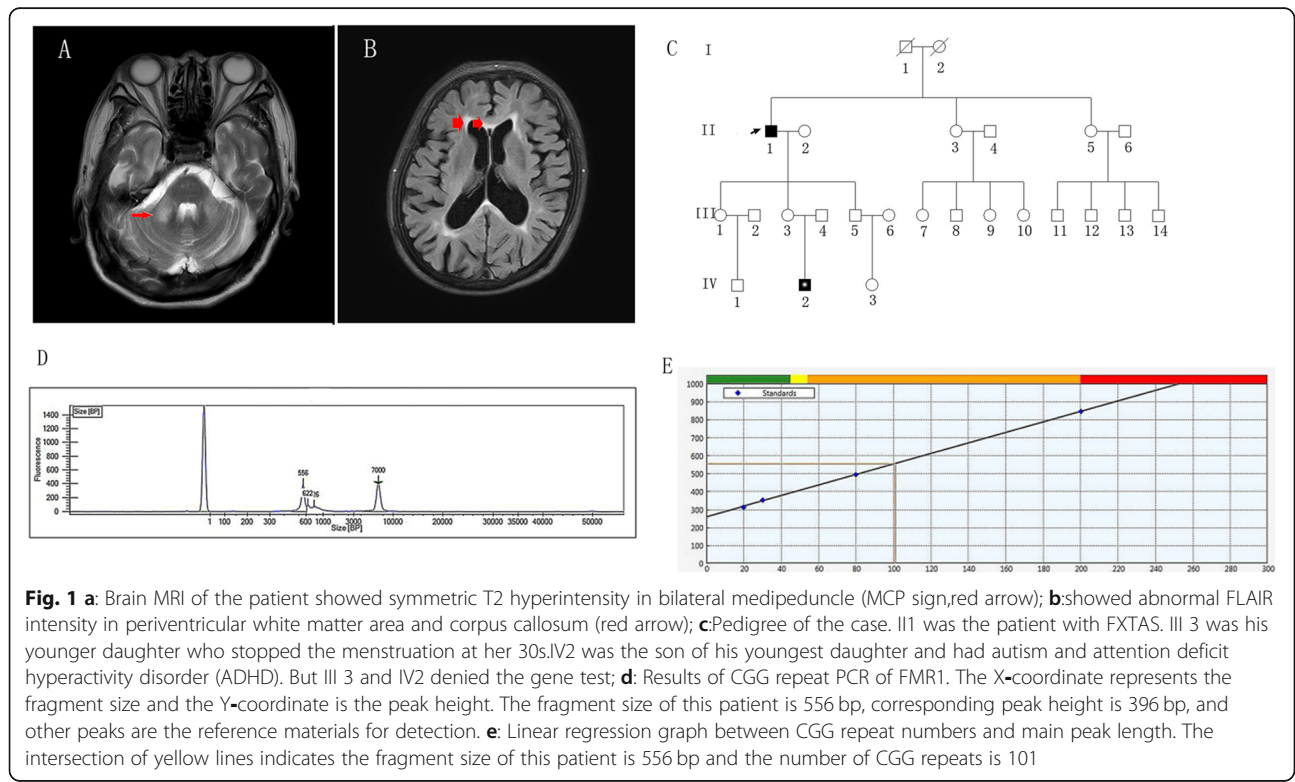 A
B
C
I
1 2
II
1 2 3 4 5 6
III
1 2 3 4 5 6 7 8 9 10 11 12 13 14
IV
1 2 3
D
[Size [BP]
Fluorescence
1400
1200
1000
800
600
400
200
0
556
7000
1 100 200 300 600 1000 3000 10000 20000 30000 35000 40000 50000
Size [BP]
E
Standards
1000
900
800
700
600
500
400
300
200
100
0
0 20 40 60 80 100 120 140 160 180 200 220 240 260 280 300
Fig. 1 a: Brain MRI of the patient showed symmetric T2 hyperintensity in bilateral medipeduncle (MCP sign,red arrow); b:showed abnormal FLAIR
intensity in periventricular white matter area and corpus callosum (red arrow); c:Pedigree of the case. II1 was the patient with FXTAS. III 3 was his
younger daughter who stopped the menstruation at her 30s.IV2 was the son of his youngest daughter and had autism and attention deficit
hyperactivity disorder (ADHD). But III 3 and IV2 denied the gene test; d: Results of CGG repeat PCR of FMR1. The X-coordinate represents the
fragment size and the Y-coordinate is the peak height. The fragment size of this patient is 556 bp, corresponding peak height is 396 bp, and
other peaks are the reference materials for detection. e: Linear regression graph between CGG repeat numbers and main peak length. The
intersection of yellow lines indicates the fragment size of this patient is 556 bp and the number of CGG repeats is 101